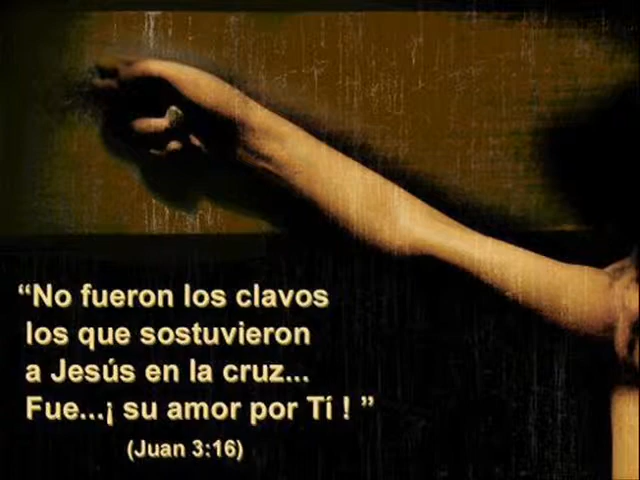 “No fueron los clavos
los que sostuvieron
a Jesús en la cruz...
Fue...¡ su amor por Tí ! ”
(Juan 3:16)